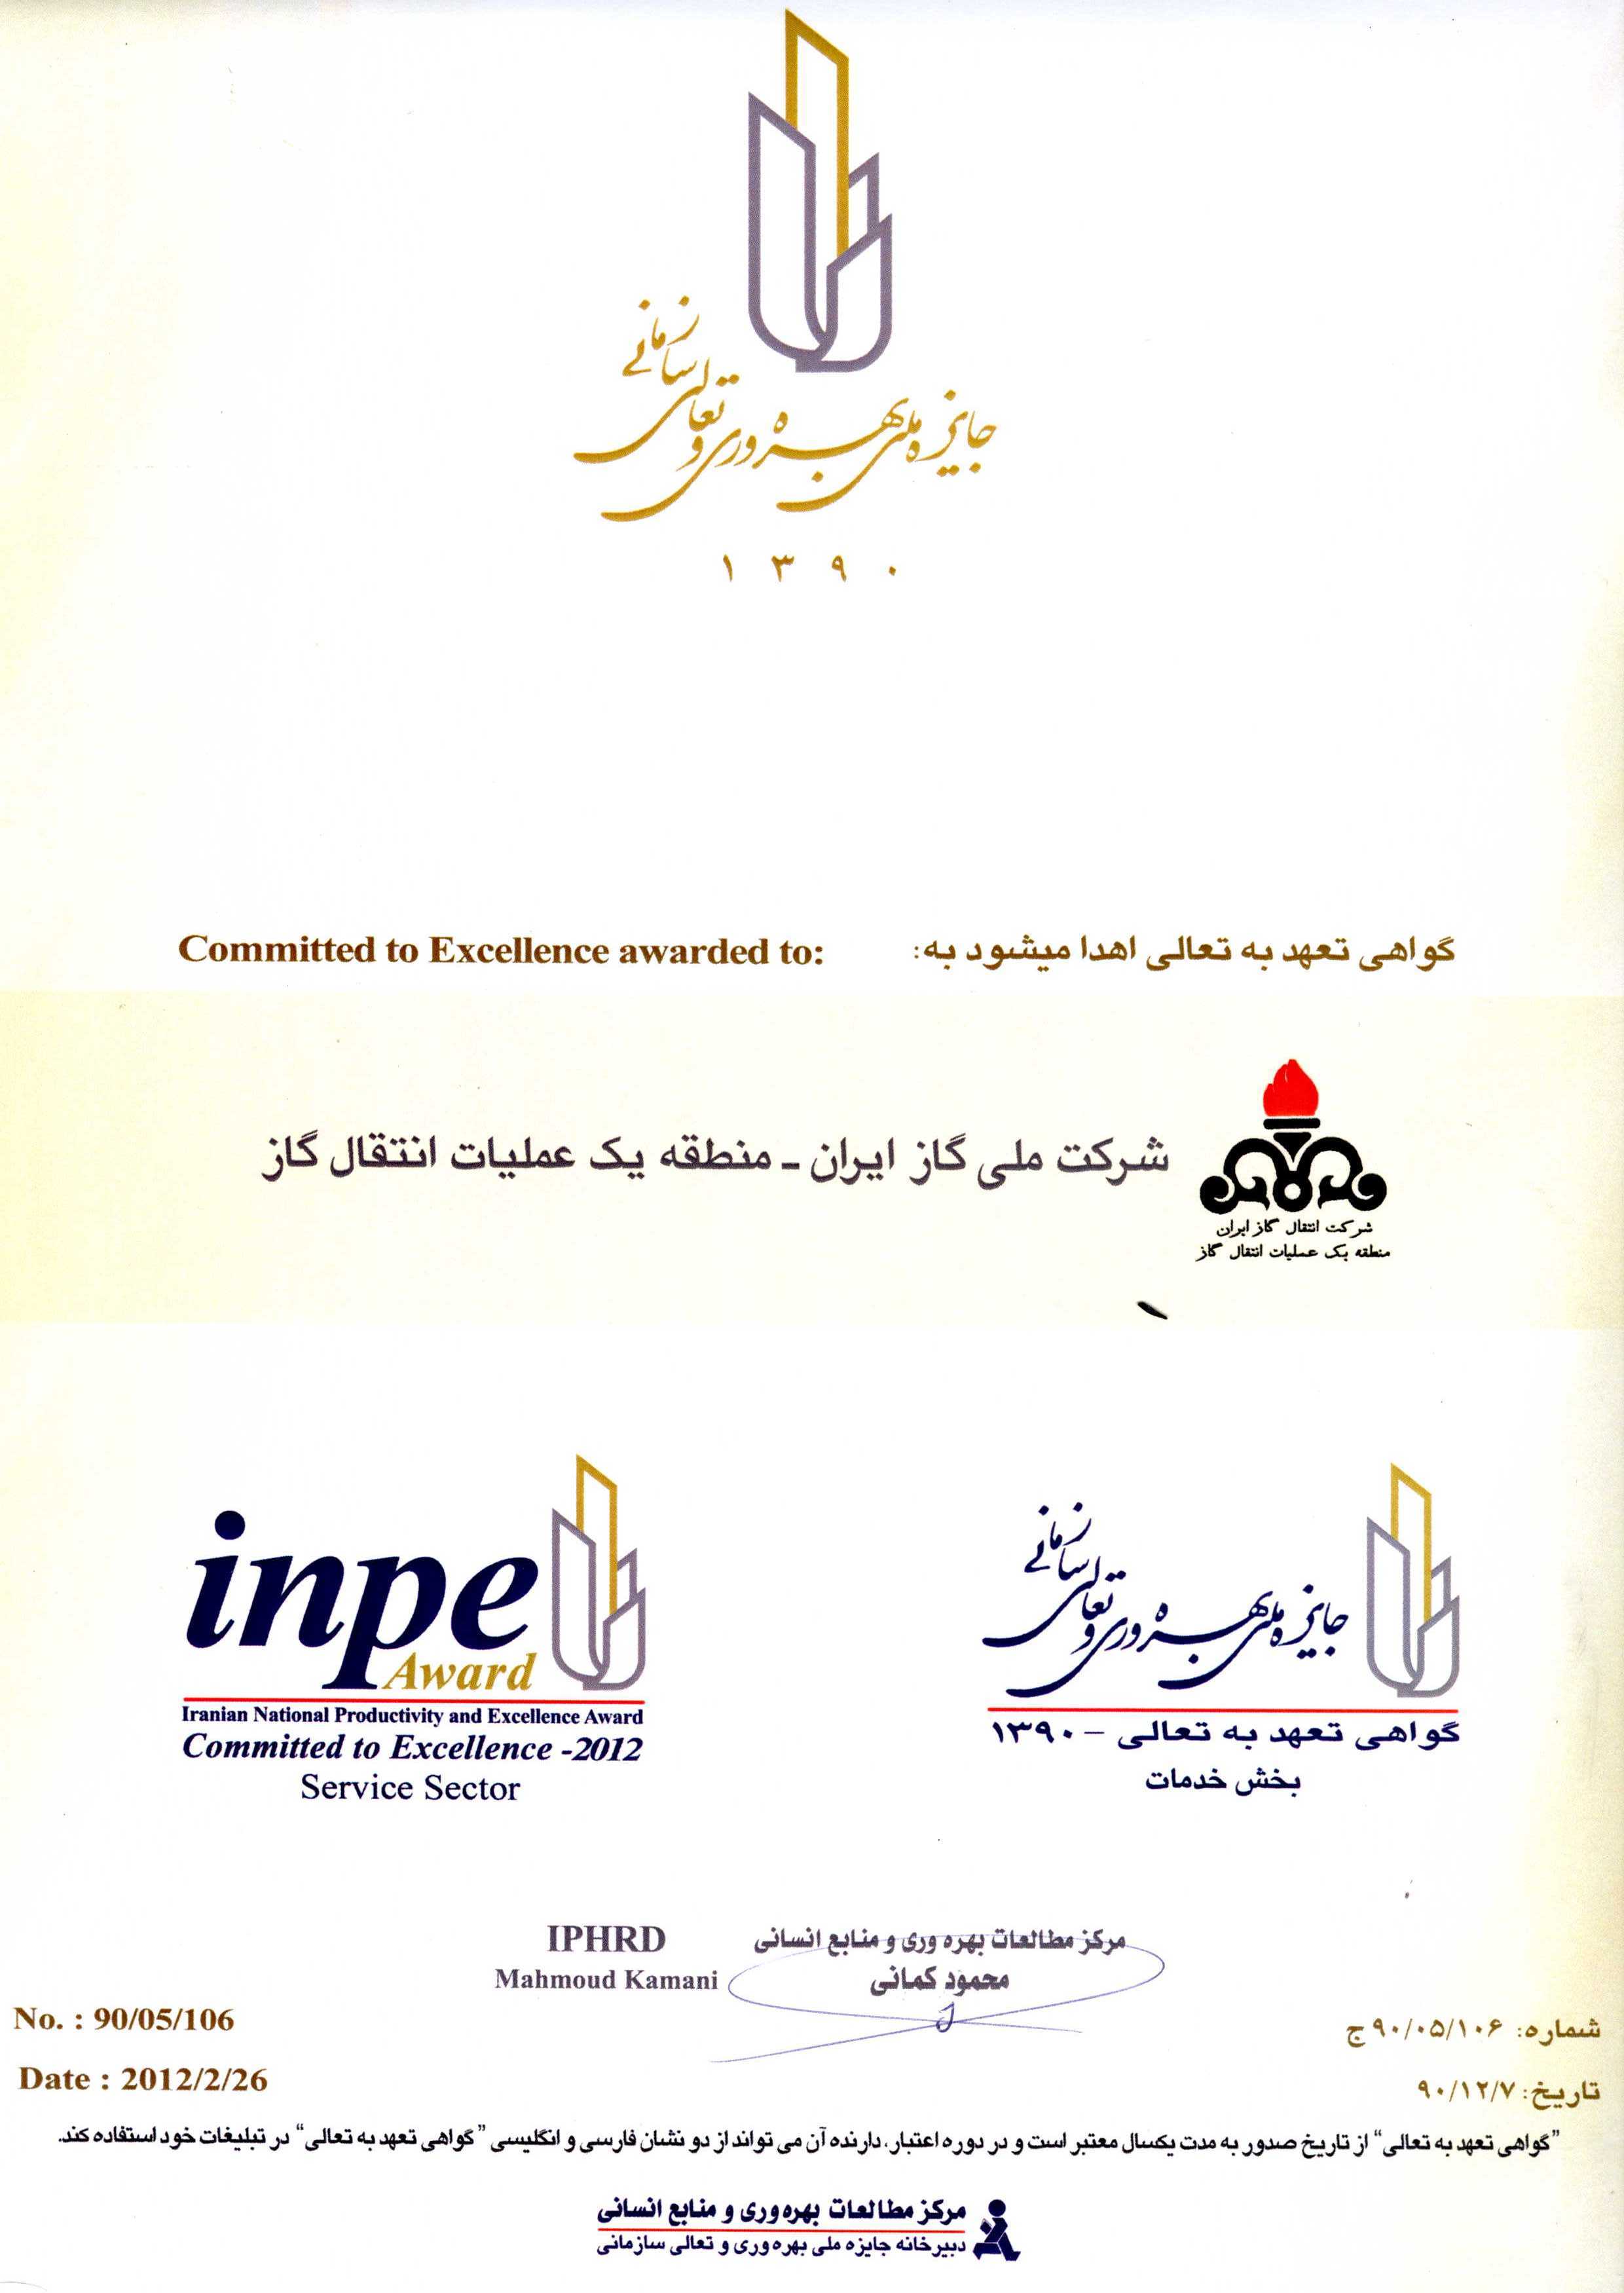 جایزه ملی بهره وری و تعالی سازمانی
۱۳۹۰
گواهی تعهد به تعالی اهدا میشود به:
Committed to Excellence awarded to:
شرکت ملی گاز ایران - منطقه یک عملیات انتقال گاز
شرکت انتقال گاز ایران
منطقه یک عملیات انتقال گاز
inpe
Award
Iranian National Productivity and Excellence Award
Committed to Excellence -2012
Service Sector
جایزه ملی بهره وری و تعالی سازمانی
گواهی تعهد به تعالی - ۱۳۹۰
بخش خدمات
IPHRD
Mahmoud Kamani
مرکز مطالعات بهره وری و منابع انسانی
محمود کمانی
No. : 90/05/106
Date : 2012/2/26
شماره: ۹۰/۰۵/۱۰۶ج
تاریخ: ۹۰/۱۲/۷
”گواهی تعهد به تعالی“ از تاریخ صدور به مدت یکسال معتبر است و در دوره اعتبار، دارنده آن می تواند از دو نشان فارسی و انگلیسی ”گواهی تعهد به تعالی“ در تبلیغات خود استفاده کند.
مرکز مطالعات بهره‌وری و منابع انسانی
دبیرخانه جایزه ملی بهره‌وری و تعالی سازمانی